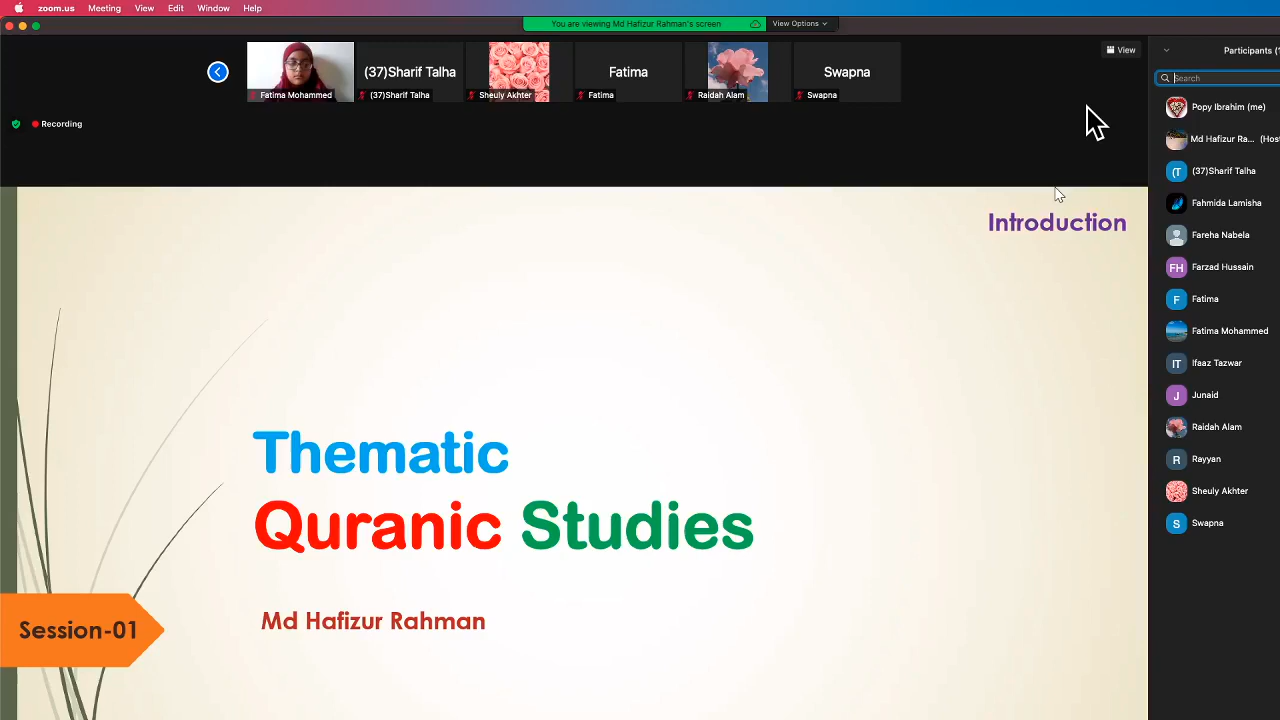 zoom.us Meeting View Edit Window Help
You are viewing Md Hafizur Rahman's screen
View Options
(37)Sharif Talha
Fatima
Swapna
Fatima Mohammed
(37)Sharif Talha
Sheuly Akhter
Fatima
Raidah Alam
Swapna
View
Recording
Participants (1
Search
Popy Ibrahim (me)
Md Hafizur Ra... (Hos
(T
(37)Sharif Talha
Fahmida Lamisha
Fareha Nabela
FH
Farzad Hussain
F
Fatima
Fatima Mohammed
IT
Ifaaz Tazwar
J
Junaid
Raidah Alam
R
Rayyan
Sheuly Akhter
S
Swapna
Introduction
Thematic
Quranic Studies
Md Hafizur Rahman
Session-01